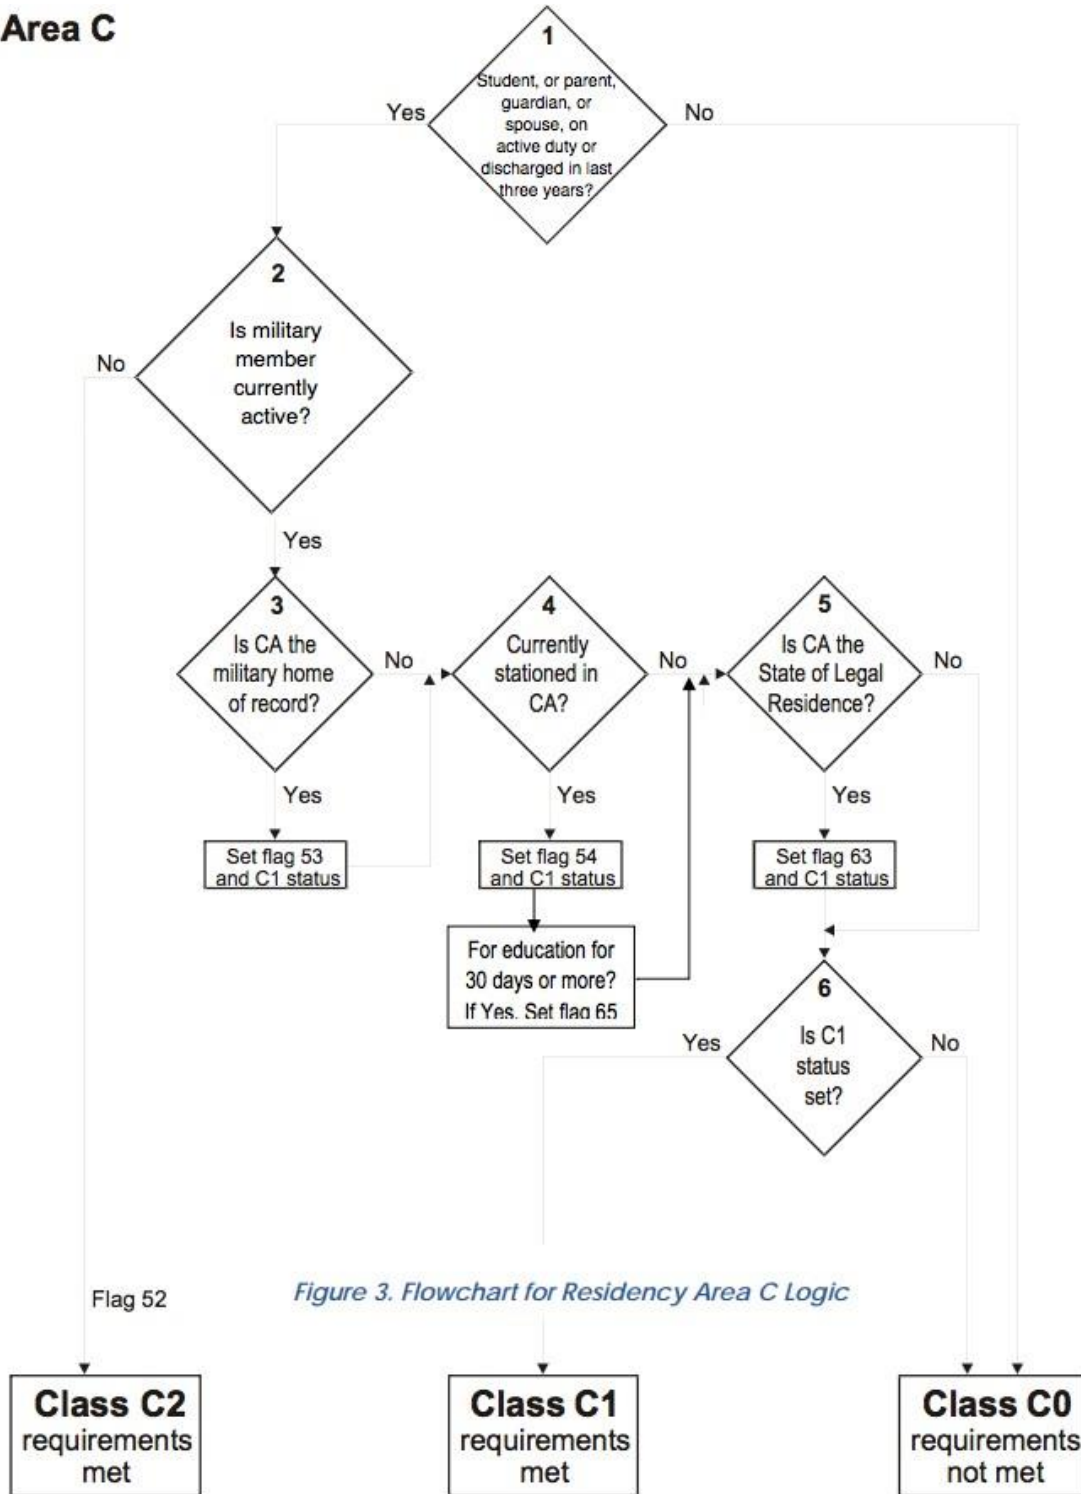 Area C
1
Student, or parent,
guardian, or
spouse, on
active duty or
discharged in last
three years?
Yes
No
2
Is military
member
currently
active?
No
Yes
3
Is CA the
military home
of record?
No
Yes
Set flag 53
and C1 status
4
Currently
stationed in
CA?
No
Yes
Set flag 54
and C1 status
For education for
30 days or more?
If Yes. Set flag 65
5
Is CA the
State of Legal
Residence?
No
Yes
Set flag 63
and C1 status
6
Is C1
status
set?
Yes
No
Flag 52
Figure 3. Flowchart for Residency Area C Logic
Class C2
requirements
met
Class C1
requirements
met
Class C0
requirements
not met